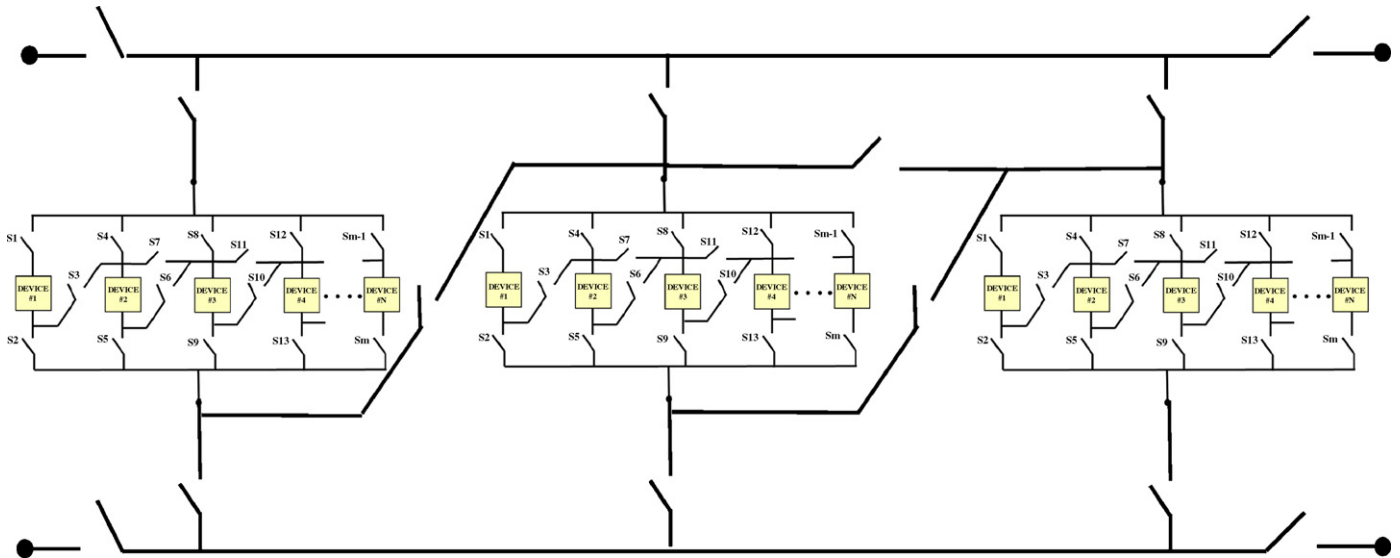 S1 S4 S7 S8 S11 S12 Sm-1
S3 S6 S10
DEVICE #1
DEVICE #2
DEVICE #3
DEVICE #4
DEVICE #N
S2 S5 S9 S13 Sm
S1 S4 S7 S8 S11 S12 Sm-1
S3 S6 S10
DEVICE #1
DEVICE #2
DEVICE #3
DEVICE #4
DEVICE #N
S2 S5 S9 S13 Sm
S1 S4 S7 S8 S11 S12 Sm-1
S3 S6 S10
DEVICE #1
DEVICE #2
DEVICE #3
DEVICE #4
DEVICE #N
S2 S5 S9 S13 Sm